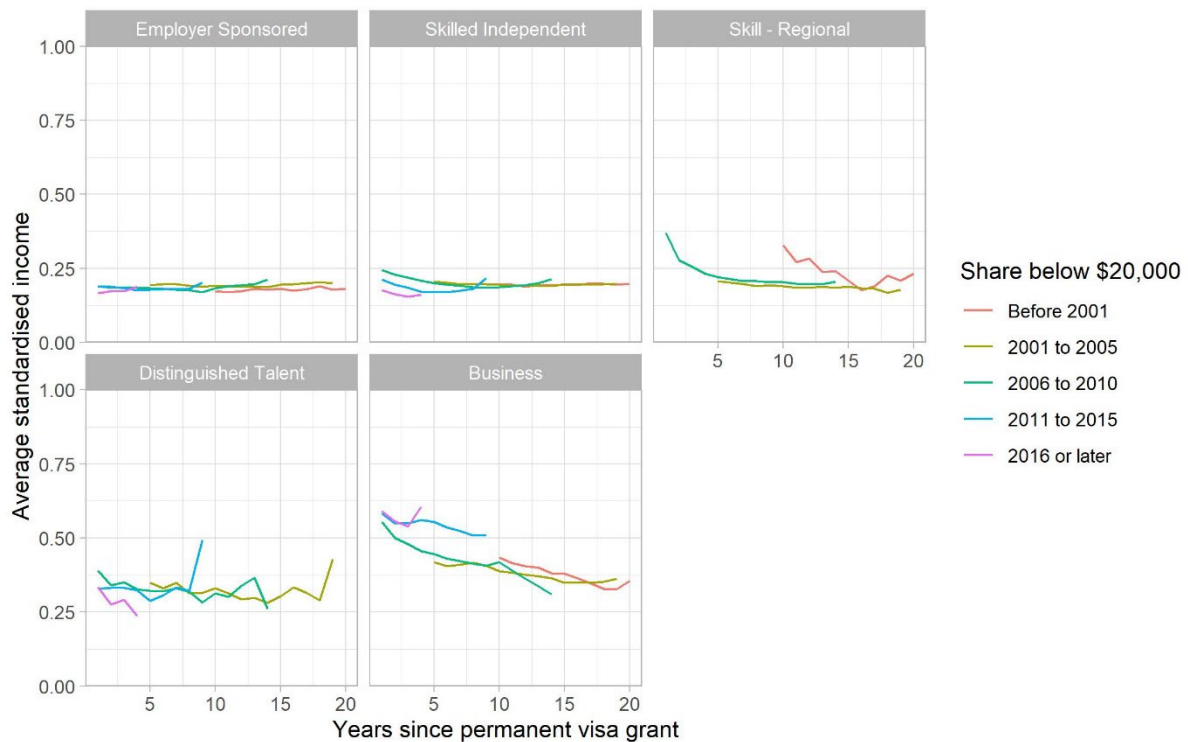 Employer Sponsored
Skilled Independent
Skill - Regional
1.00
0.75
0.50
0.25
0.00
5 10 15 20
Distinguished Talent
Business
1.00
0.75
0.50
0.25
0.00
5 10 15 20
5 10 15 20
Average standardised income
Years since permanent visa grant
Share below $20,000
Before 2001
2001 to 2005
2006 to 2010
2011 to 2015
2016 or later